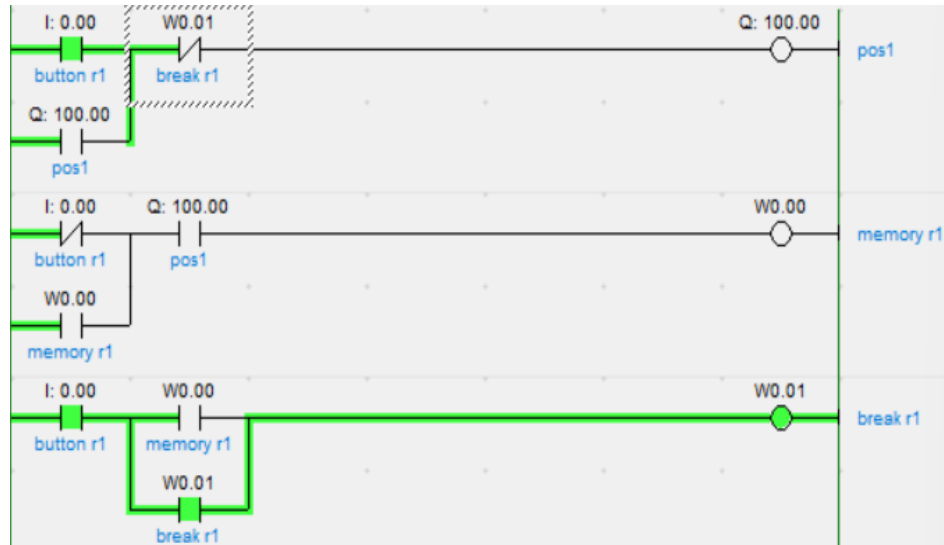 I: 0.00 W0.01 Q: 100.00
button r1 break r1 pos1
Q: 100.00
pos1
I: 0.00 Q: 100.00 W0.00
button r1 pos1 memory r1
W0.00
memory r1
I: 0.00 W0.00 W0.01
button r1 memory r1 break r1
W0.01
break r1